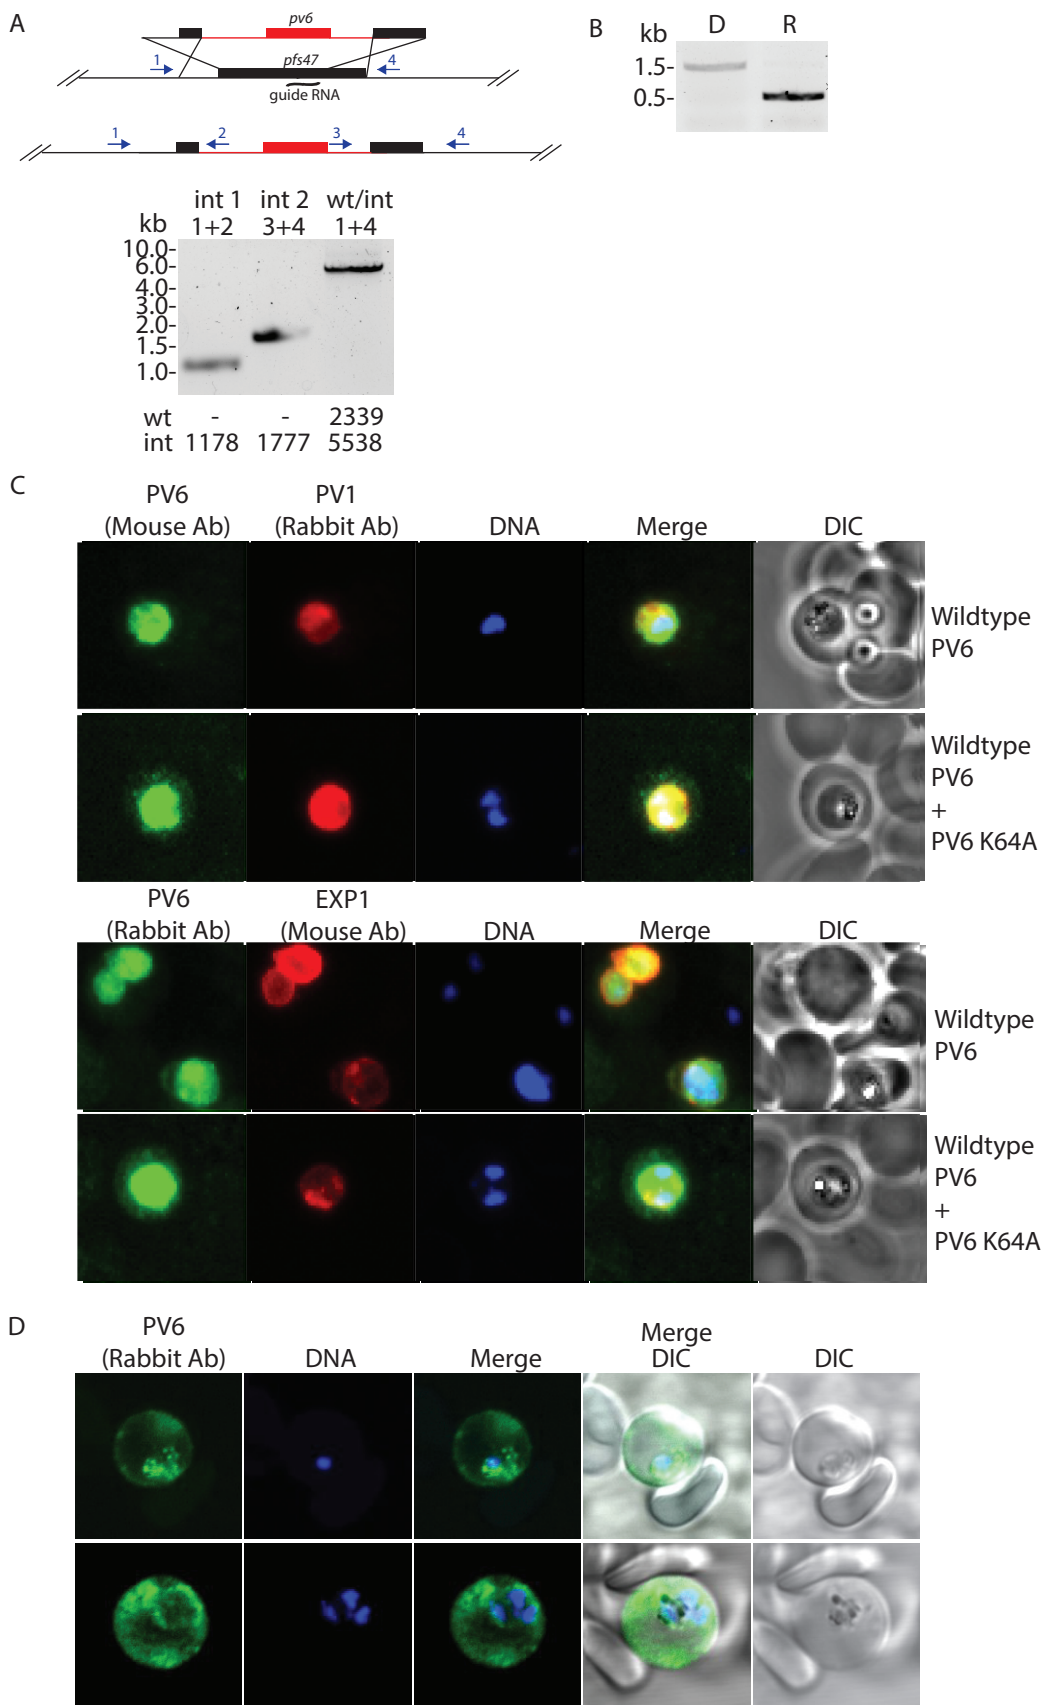 A
pv6
1
pfs47
4
guide RNA
1
2
3
4
int 1 int 2 wt/int
kb 1+2 3+4 1+4
10.0-
6.0-
4.0-
3.0-
2.0-
1.5-
1.0-
wt - - 2339
int 1178 1777 5538
B
kb D R
1.5-
0.5-
C
PV6 PV1
(Mouse Ab) (Rabbit Ab) DNA Merge DIC
Wildtype
PV6
Wildtype
PV6
+
PV6 K64A
PV6 EXP1
(Rabbit Ab) (Mouse Ab) DNA Merge DIC
Wildtype
PV6
Wildtype
PV6
+
PV6 K64A
D
PV6 Merge
(Rabbit Ab) DNA Merge DIC DIC